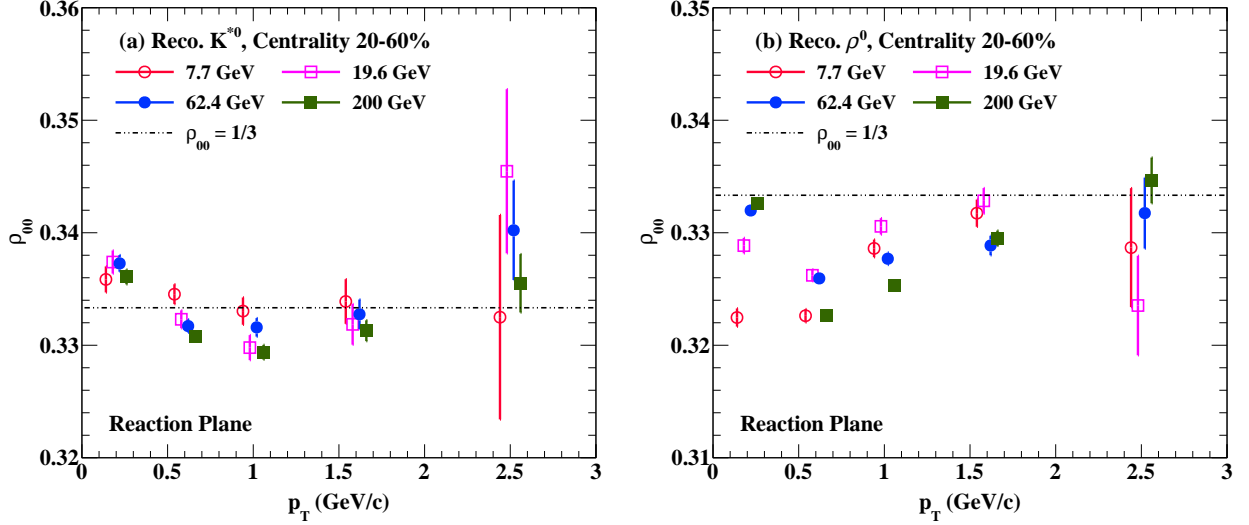 (a) Reco. K*0, Centrality 20-60%
7.7 GeV
19.6 GeV
62.4 GeV
200 GeV
ρ00 = 1/3
Reaction Plane
ρ00
0.36
0.35
0.34
0.33
0.32
0 0.5 1 1.5 2 2.5 3
pT (GeV/c)
(b) Reco. ρ0, Centrality 20-60%
7.7 GeV
19.6 GeV
62.4 GeV
200 GeV
ρ00 = 1/3
Reaction Plane
ρ00
0.35
0.34
0.33
0.32
0.31
0 0.5 1 1.5 2 2.5 3
pT (GeV/c)